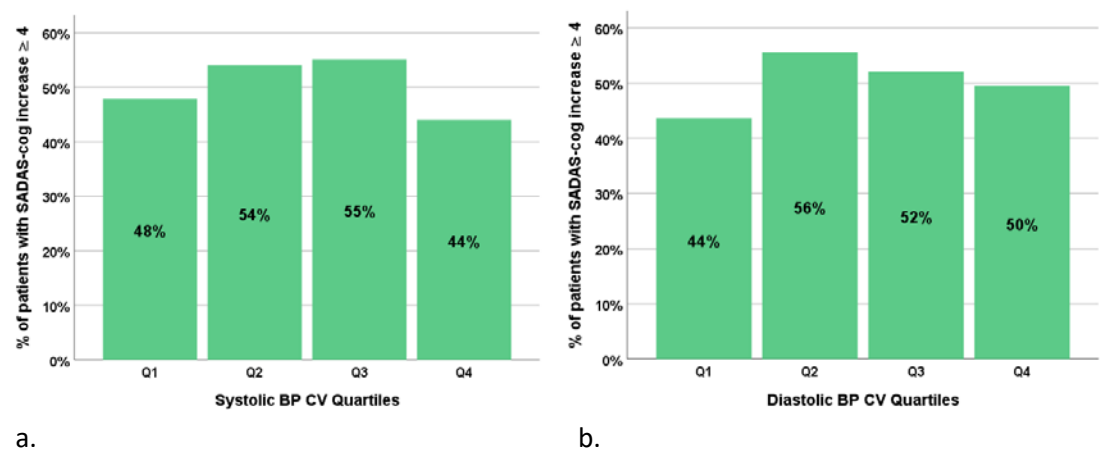 % of patients with SADAS-cog increase ≥ 4
60%
50%
40%
30%
20%
10%
0%
48%
54%
55%
44%
Q1
Q2
Q3
Q4
Systolic BP CV Quartiles
a.
% of patients with SADAS-cog increase ≥ 4
60%
50%
40%
30%
20%
10%
0%
44%
56%
52%
50%
Q1
Q2
Q3
Q4
Diastolic BP CV Quartiles
b.